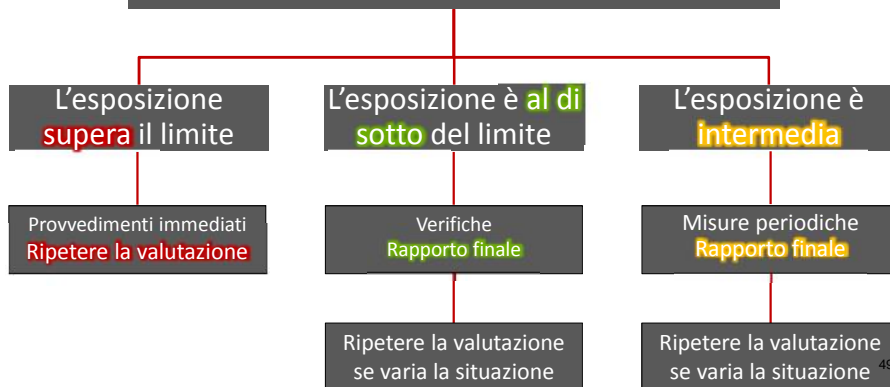 L'esposizione
supera il limite
L'esposizione è al di
sotto del limite
L'esposizione è
intermedia
Provvedimenti immediati
Ripetere la valutazione
Verifiche
Rapporto finale
Misure periodiche
Rapporto finale
Ripetere la valutazione
se varia la situazione
Ripetere la valutazione
se varia la situazione
49